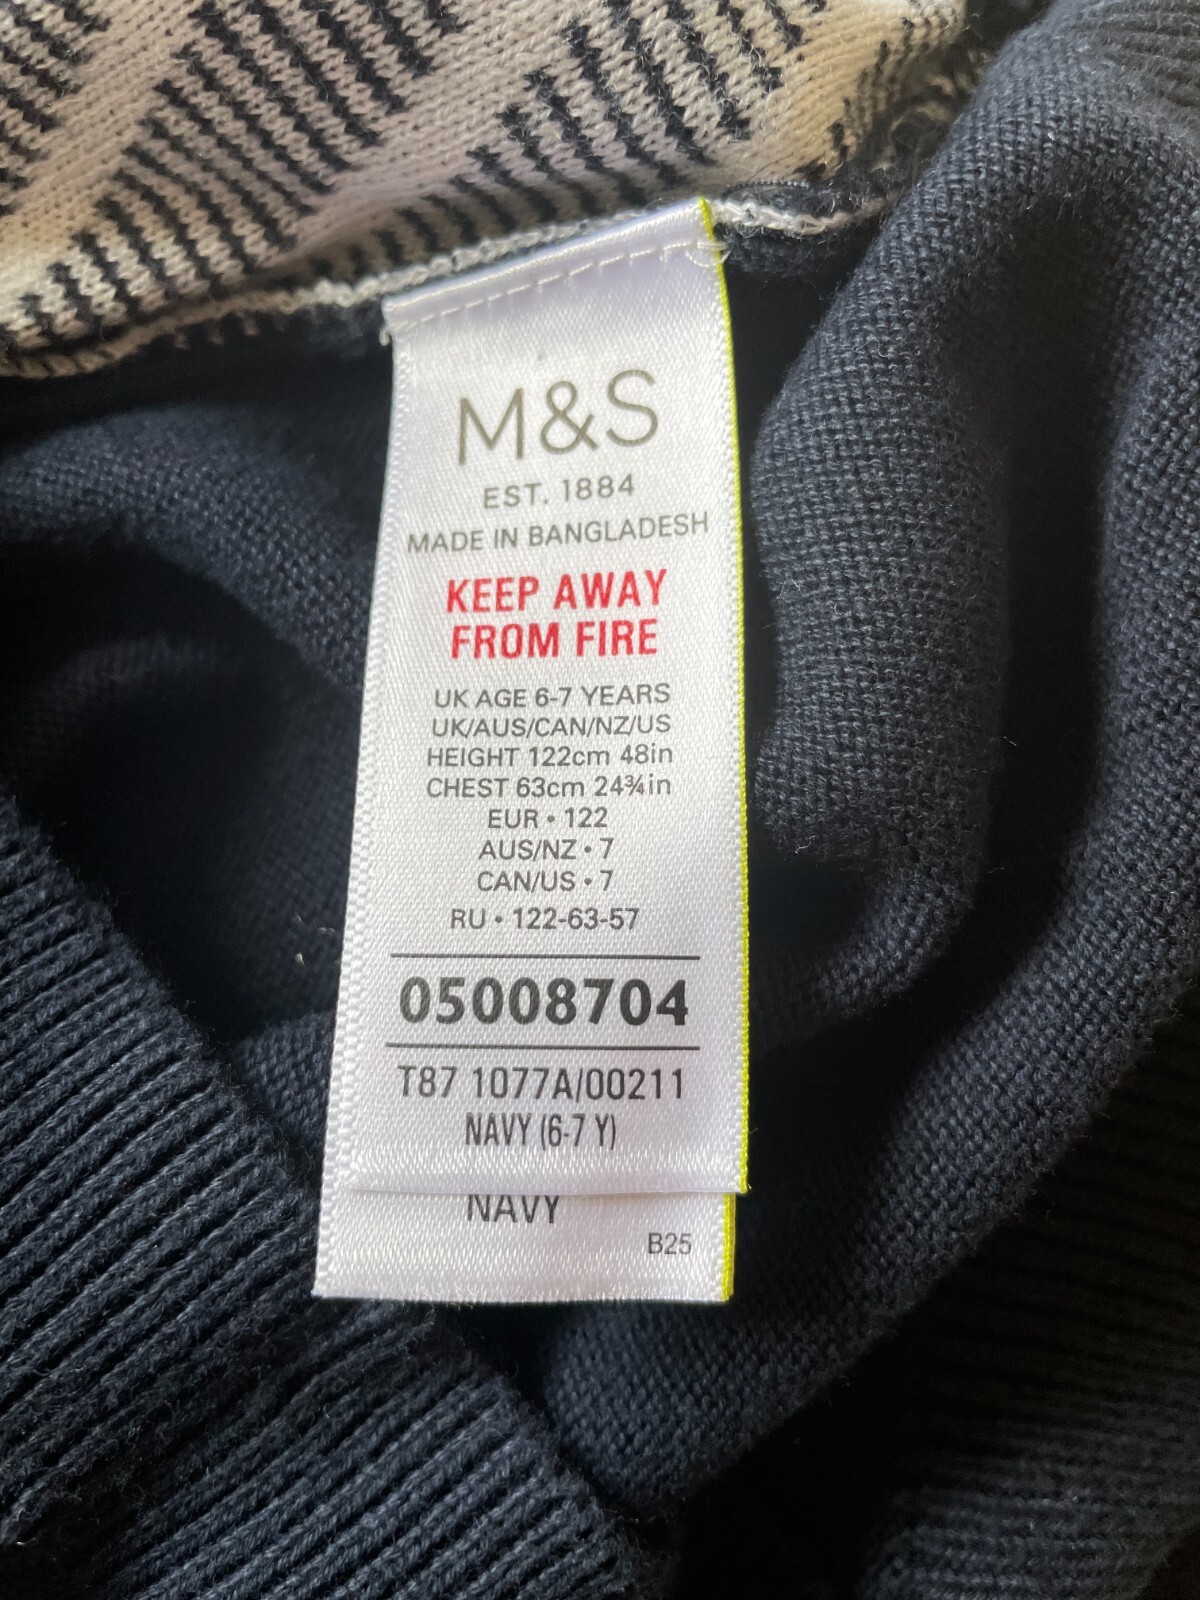 M&S
EST. 1884
MADE IN BANGLADESH
KEEP AWAY
FROM FIRE
UK AGE 6-7 YEARS
UK/AUS/CAN/NZ/US
HEIGHT 122cm 48in
CHEST 63cm 24¾in
EUR • 122
AUS/NZ • 7
CAN/US • 7
RU • 122-63-57
05008704
T87 1077A/00211
NAVY (6-7 Y)
NAVY
B25